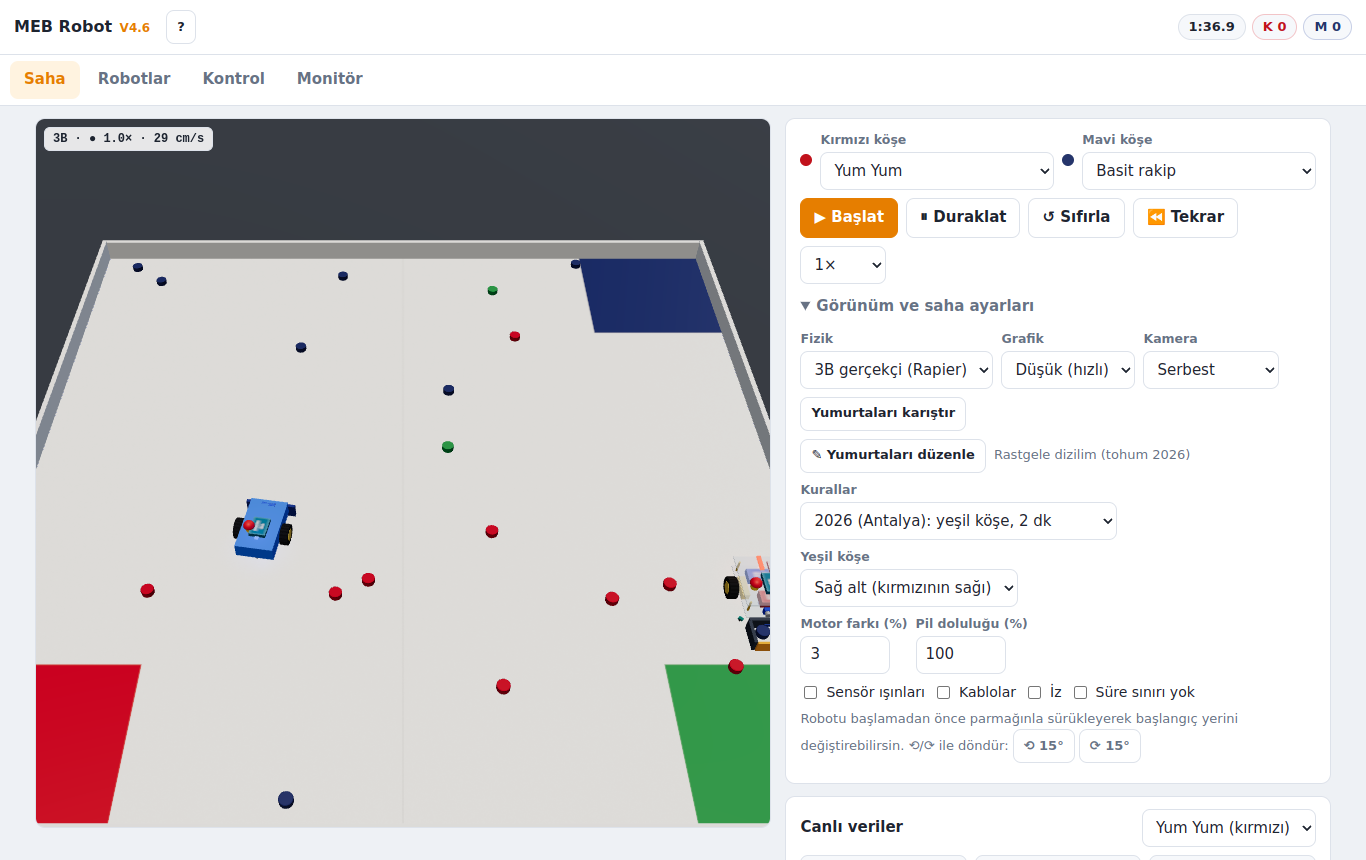 MEB Robot V4.6 ?
1:36.9 K 0 M 0
Saha Robotlar Kontrol Monitör
3B · ● 1.0× · 29 cm/s
Kırmızı köşe Mavi köşe
Yum Yum Basit rakip
▶ Başlat ⏸ Duraklat ↺ Sıfırla ⏪ Tekrar
1×
▼ Görünüm ve saha ayarları
Fizik Grafik Kamera
3B gerçekçi (Rapier) Düşük (hızlı) Serbest
Yumurtaları karıştır
✎ Yumurtaları düzenle Rastgele dizilim (tohum 2026)
Kurallar
2026 (Antalya): yeşil köşe, 2 dk
Yeşil köşe
Sağ alt (kırmızının sağı)
Motor farkı (%) Pil doluluğu (%)
3 100
Sensör ışınları Kablolar İz Süre sınırı yok
Robotu başlamadan önce parmağınla sürükleyerek başlangıç yerini
değiştirebilirsin. ⟲/⟳ ile döndür: ⟲ 15° ⟳ 15°
Canlı veriler Yum Yum (kırmızı)